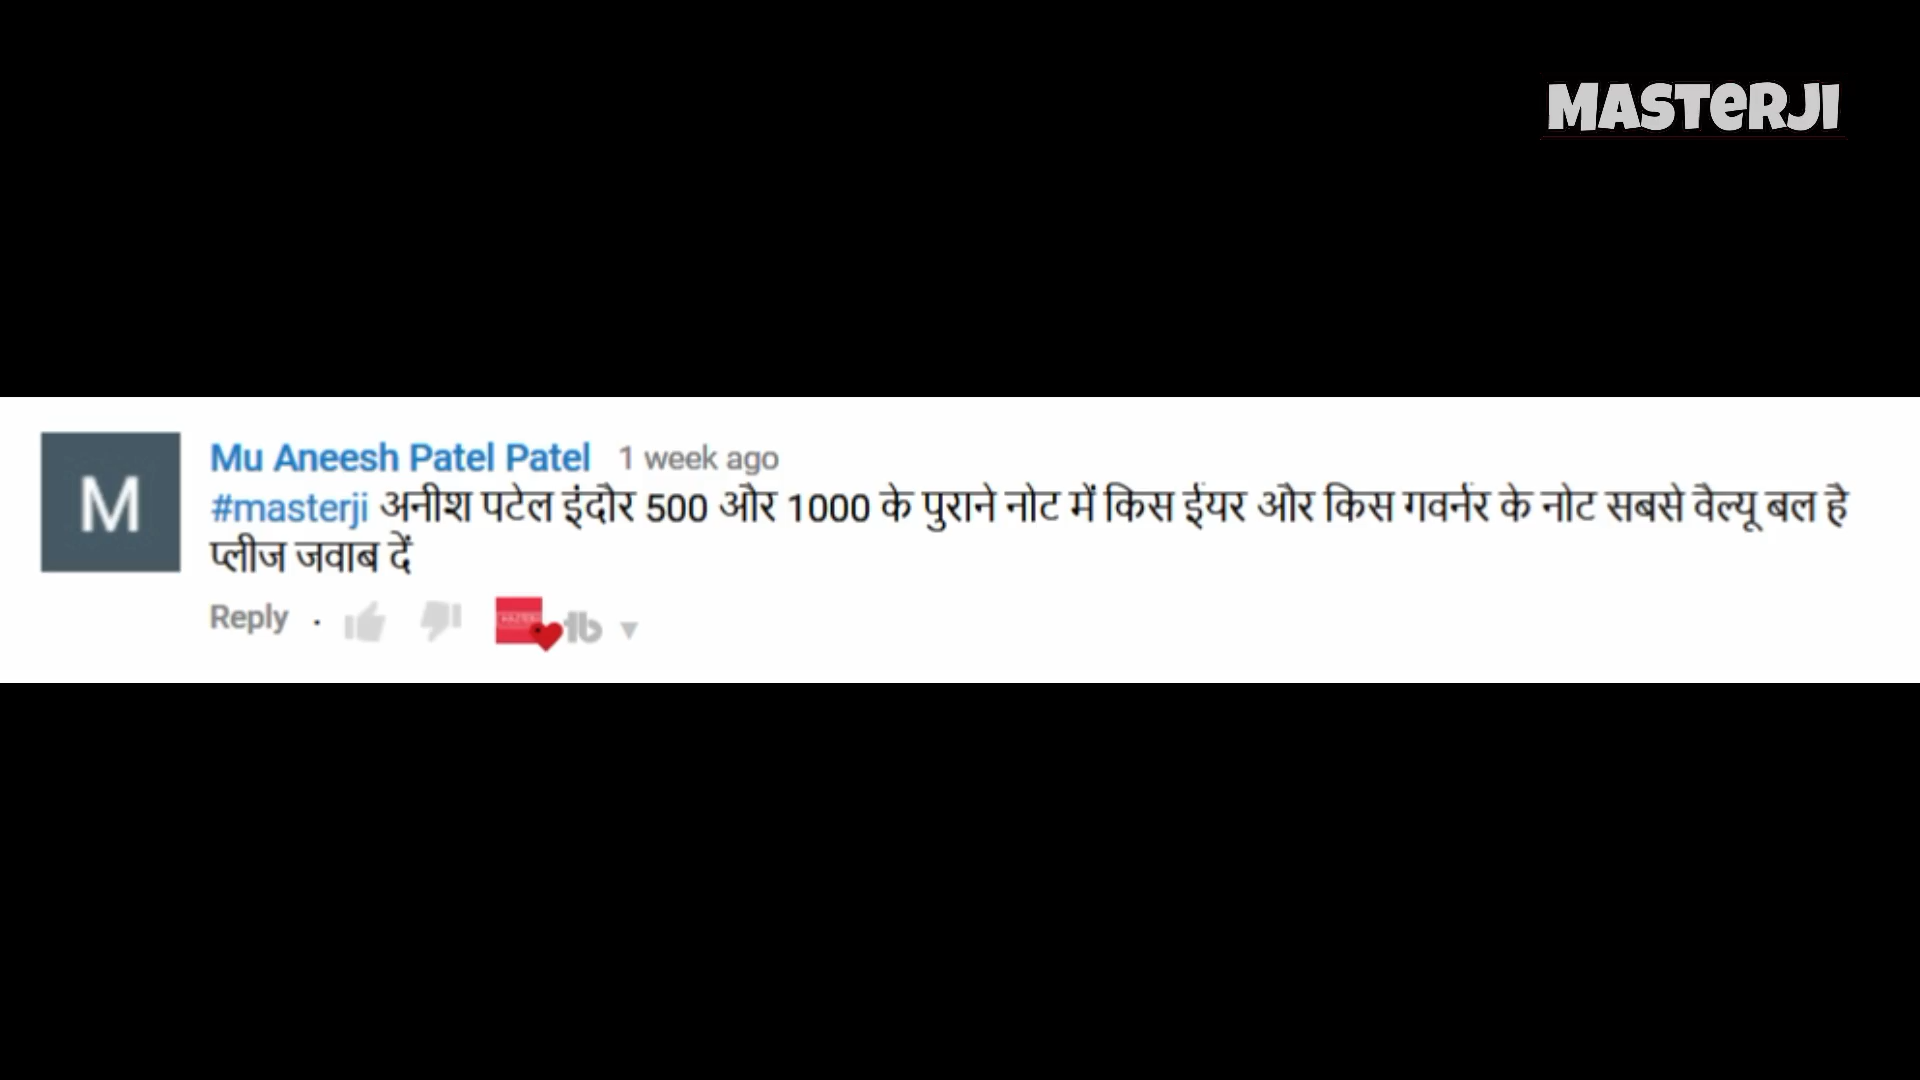 MASTERJI
M
Mu Aneesh Patel Patel 1 week ago
#masterji अनीश पटेल इंदौर 500 और 1000 के पुराने नोट में किस ईयर और किस गवर्नर के नोट सबसे वैल्यू बल है
प्लीज जवाब दें
Reply
tb